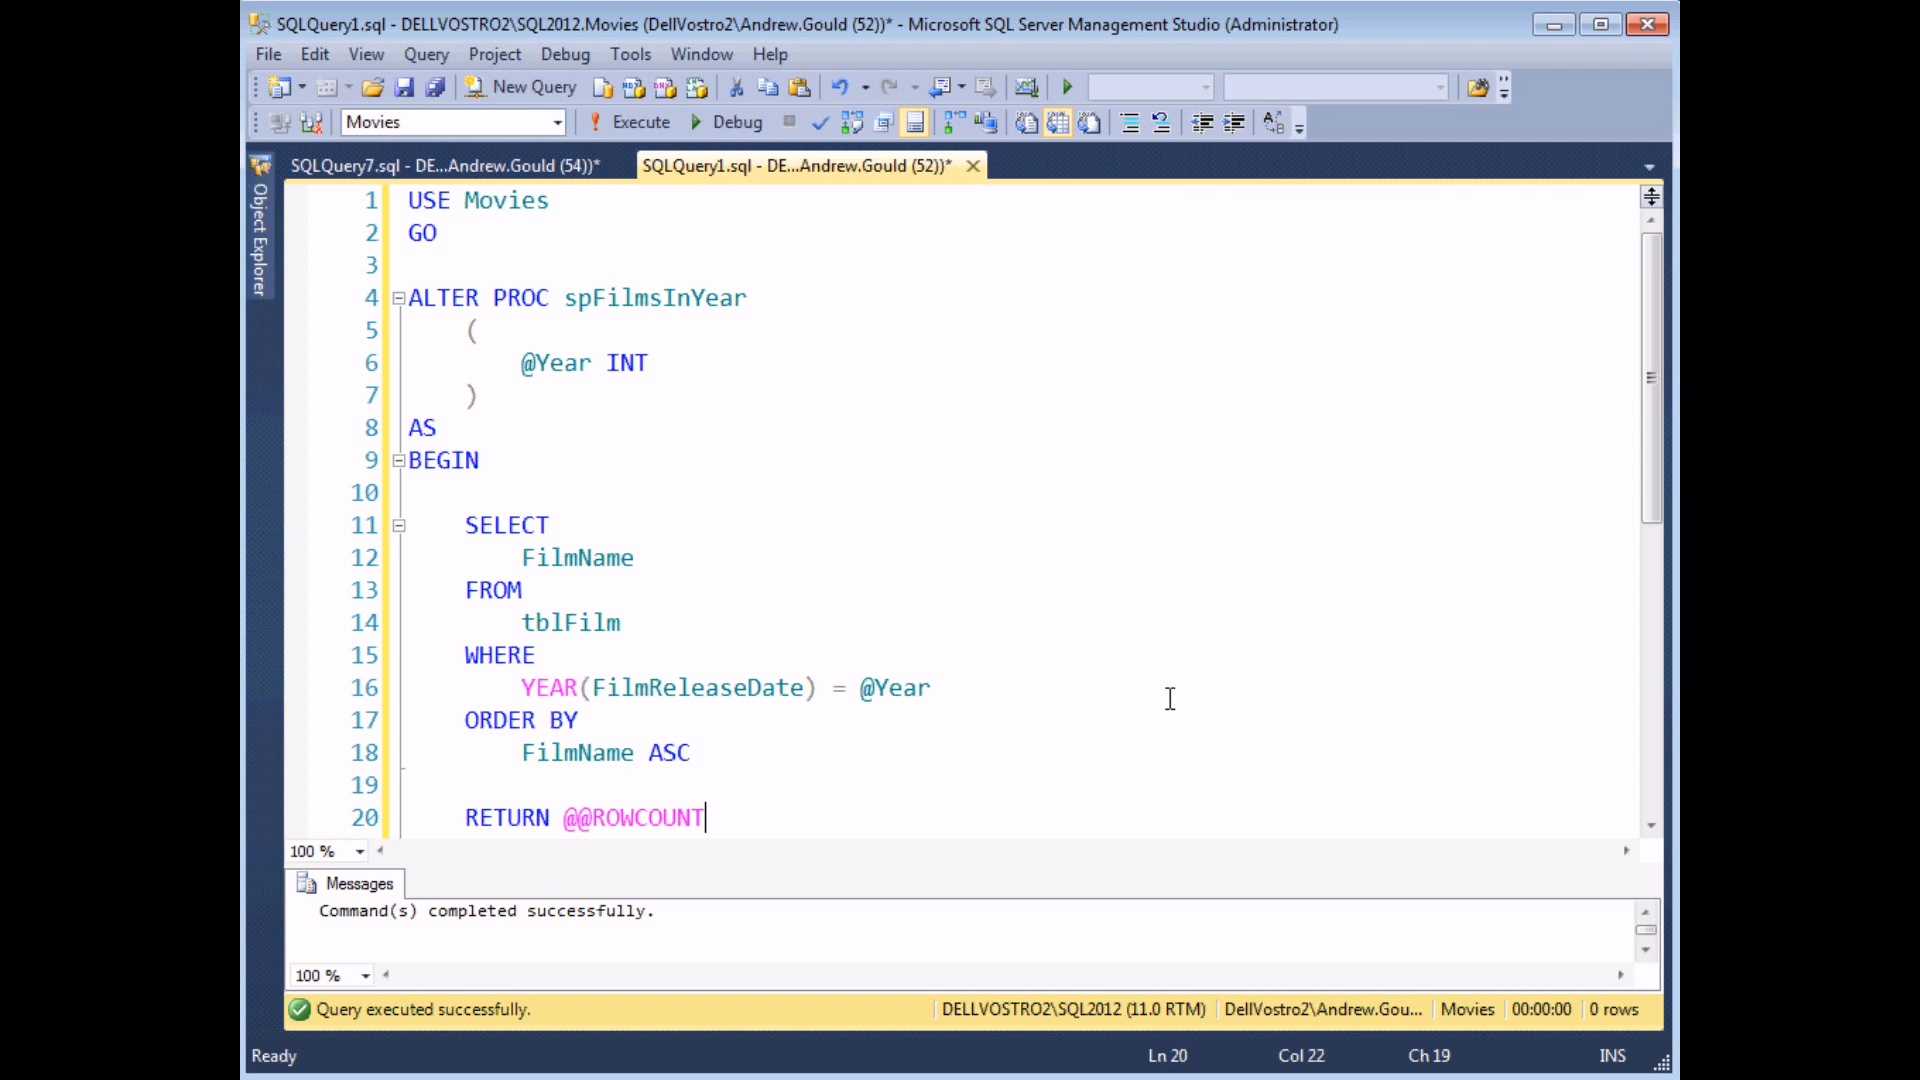 SQLQuery1.sql - DELLVOSTRO2\SQL2012.Movies (DellVostro2\Andrew.Gould (52))* - Microsoft SQL Server Management Studio (Administrator)
File Edit View Query Project Debug Tools Window Help
New Query
Movies Execute Debug
SQLQuery7.sql - DE...Andrew.Gould (54))* SQLQuery1.sql - DE...Andrew.Gould (52))*
Object Explorer
1 USE Movies
2 GO
3
4 ALTER PROC spFilmsInYear
5 (
6 @Year INT
7 )
8 AS
9 BEGIN
10
11 SELECT
12 FilmName
13 FROM
14 tblFilm
15 WHERE
16 YEAR(FilmReleaseDate) = @Year
17 ORDER BY
18 FilmName ASC
19
20 RETURN @@ROWCOUNT
100 %
Messages
Command(s) completed successfully.
100 %
Query executed successfully. DELLVOSTRO2\SQL2012 (11.0 RTM) DellVostro2\Andrew.Gou... Movies 00:00:00 0 rows
Ready Ln 20 Col 22 Ch 19 INS